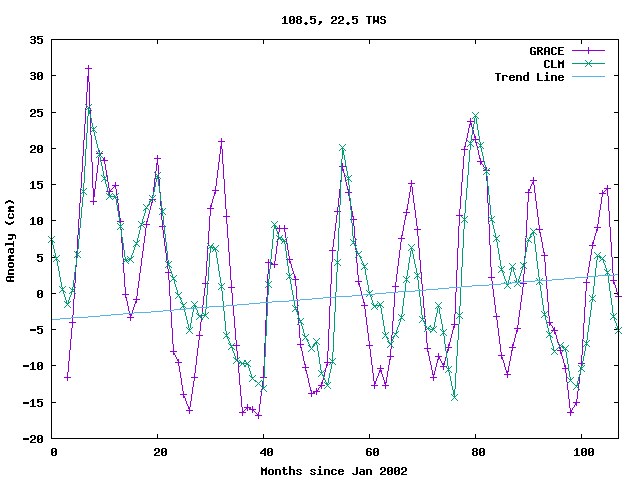 108.5, 22.5 TWS
GRACE
CLM
Trend Line
35
30
25
20
15
10
5
0
-5
-10
-15
-20
Anomaly (cm)
0 20 40 60 80 100
Months since Jan 2002